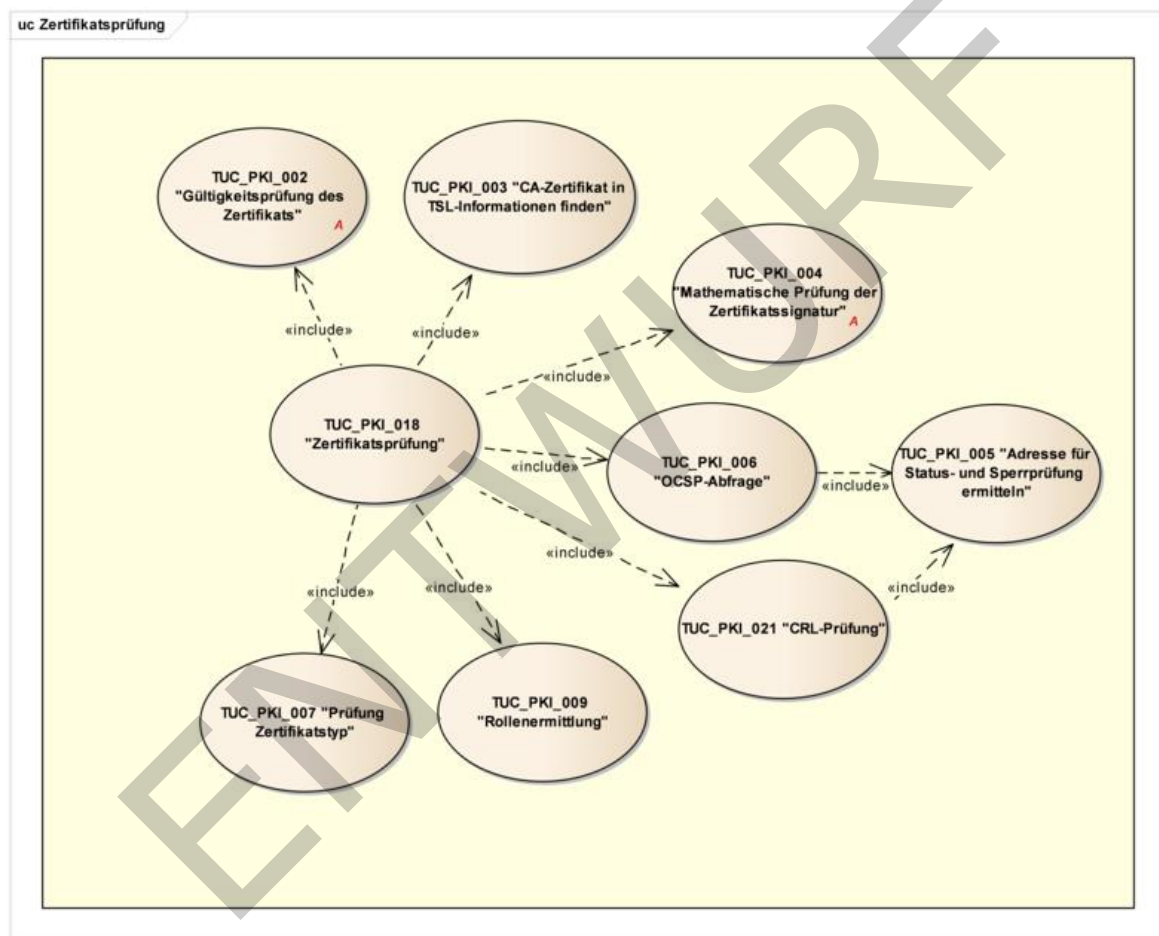 uc Zertifikatsprüfung
TUC_PKI_002
"Gültigkeitsprüfung des
Zertifikats"
A
TUC_PKI_003 "CA-Zertifikat in
TSL-Informationen finden"
TUC_PKI_004
"Mathematische Prüfung der
Zertifikatssignatur"
A
«include»
«include»
«include»
TUC_PKI_018
"Zertifikatsprüfung"
«include»
TUC_PKI_006
"OCSP-Abfrage"
«include»
TUC_PKI_005 "Adresse für
Status- und Sperrprüfung
ermitteln"
«include»
«include»
«include»
«include»
TUC_PKI_021 "CRL-Prüfung"
TUC_PKI_007 "Prüfung
Zertifikatstyp"
TUC_PKI_009
"Rollenermittlung"
ENTWURF